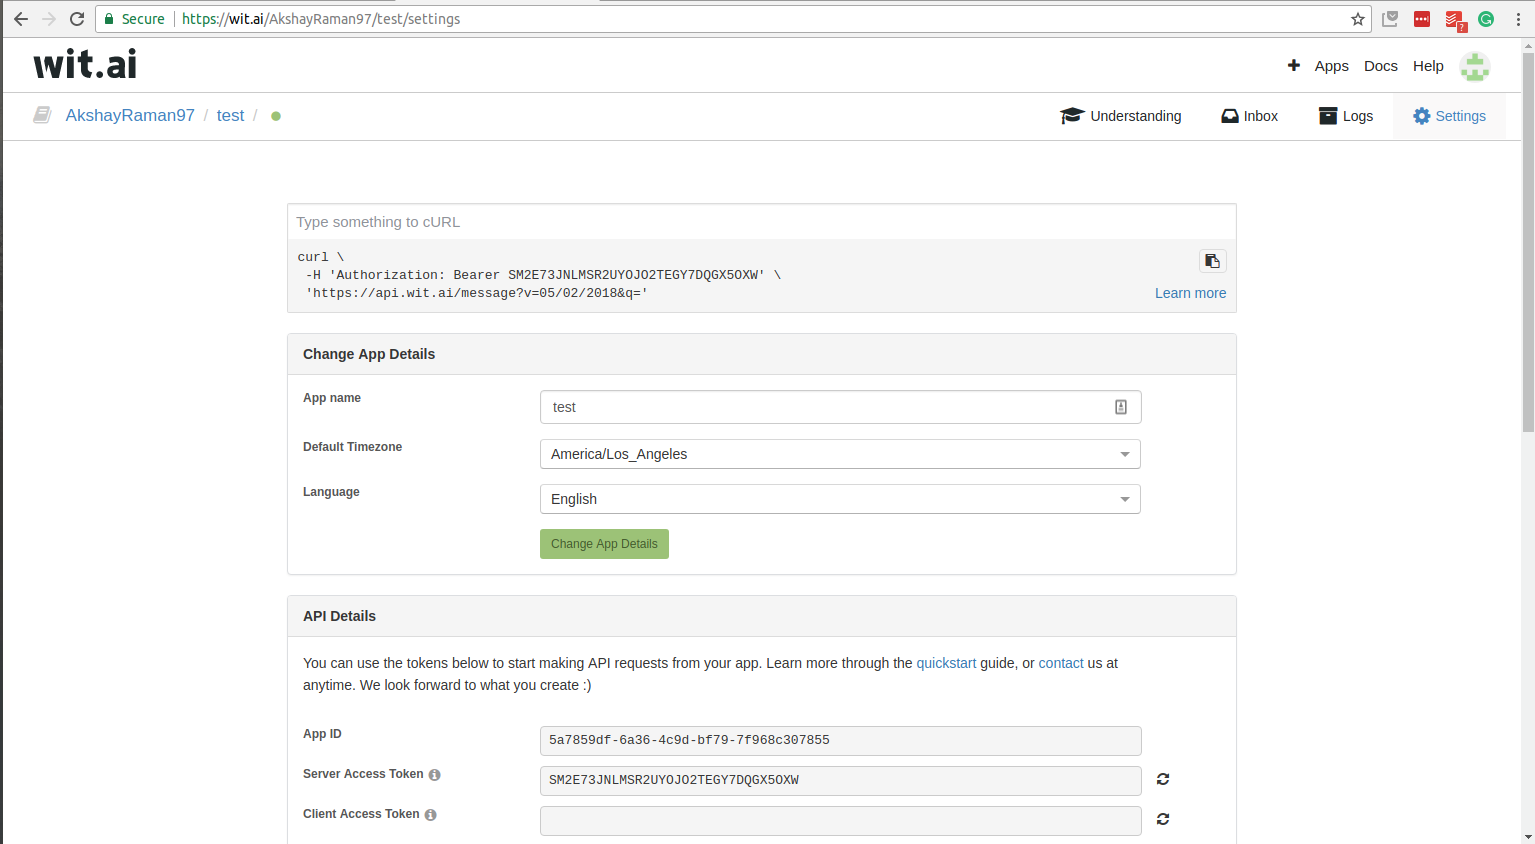 Secure https://wit.ai/AkshayRaman97/test/settings
?
wit.ai
Apps Docs Help
AkshayRaman97 / test /
Understanding Inbox Logs Settings
Type something to cURL
curl \
-H 'Authorization: Bearer SM2E73JNLMSR2UYOJO2TEGY7DQGX5OXW' \
'https://api.wit.ai/message?v=05/02/2018&q='
Learn more
Change App Details
App name
test
Default Timezone
America/Los_Angeles
Language
English
Change App Details
API Details
You can use the tokens below to start making API requests from your app. Learn more through the quickstart guide, or contact us at
anytime. We look forward to what you create :)
App ID
5a7859df-6a36-4c9d-bf79-7f968c307855
Server Access Token
SM2E73JNLMSR2UYOJO2TEGY7DQGX5OXW
Client Access Token